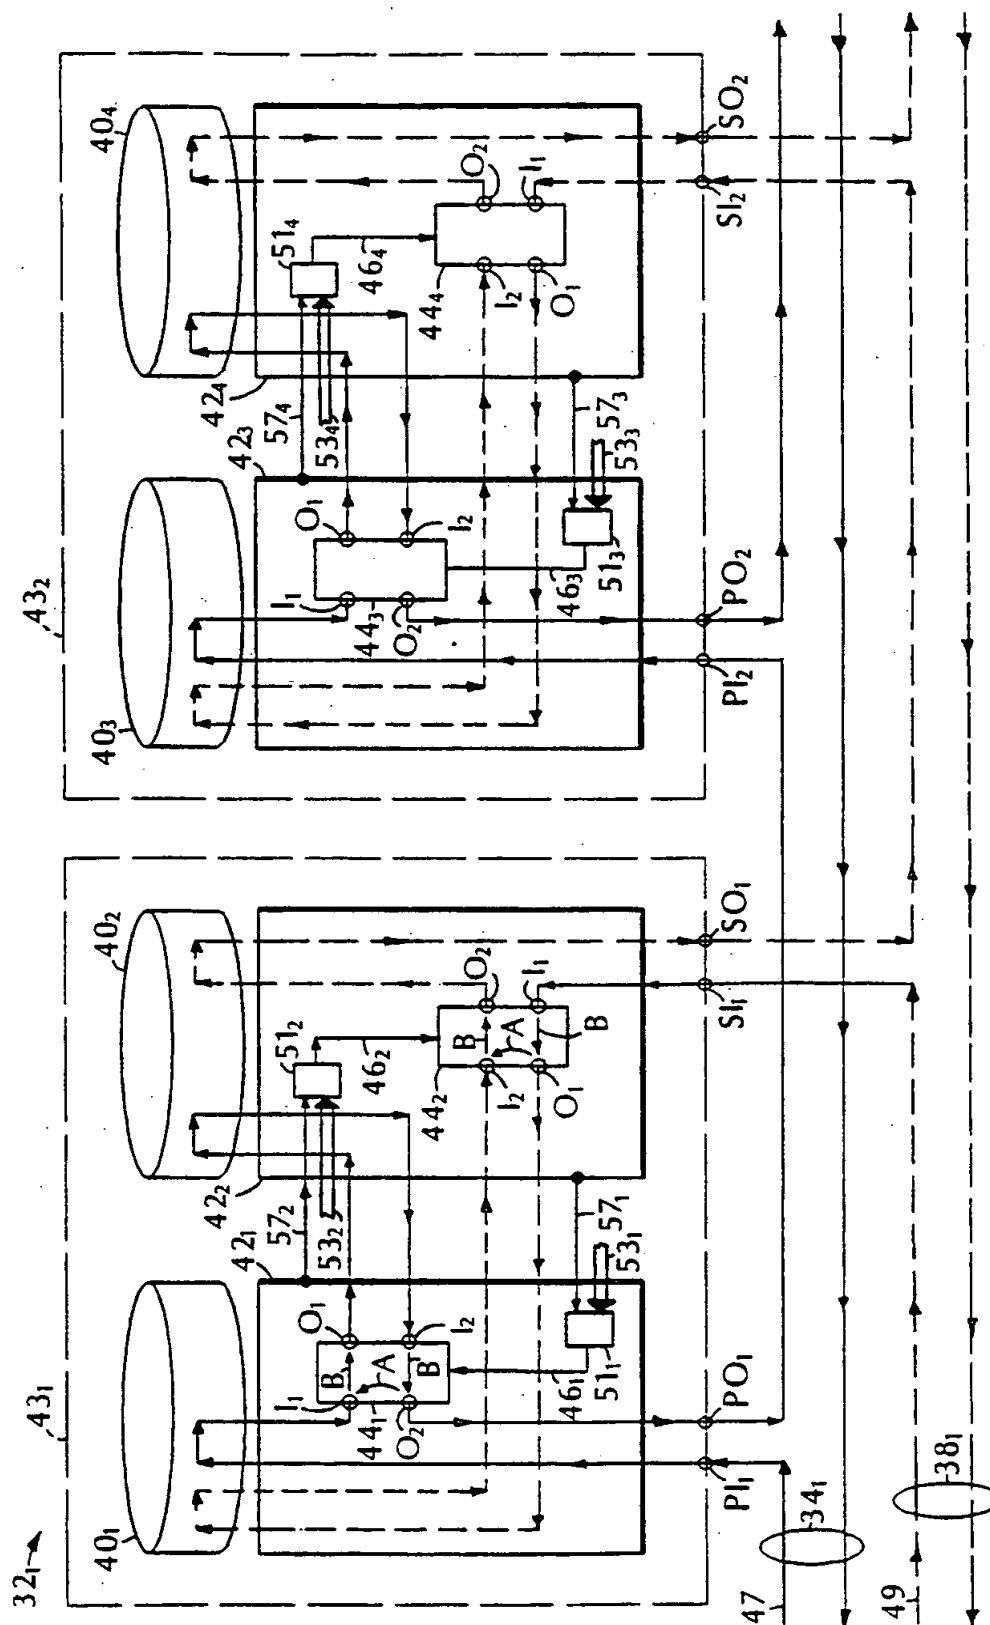 32₁
43₁
40₁
40₂
42₁
57₂
53₂
42₂
51₂
46₂
44₂
O₂
I₁
B
A
B
I₂
O₁
I₁
O₁
B
A
B
44₁
O₂
I₂
46₁
51₁
57₁
53₁
PI₁
PO₁
SI₁
SO₁
43₂
40₃
40₄
42₃
57₄
53₄
42₄
51₄
46₄
44₄
O₂
I₁
I₂
O₁
I₁
O₁
44₃
O₂
I₂
46₃
51₃
57₃
53₃
PI₂
PO₂
SI₂
SO₂
47
34₁
49
38₁